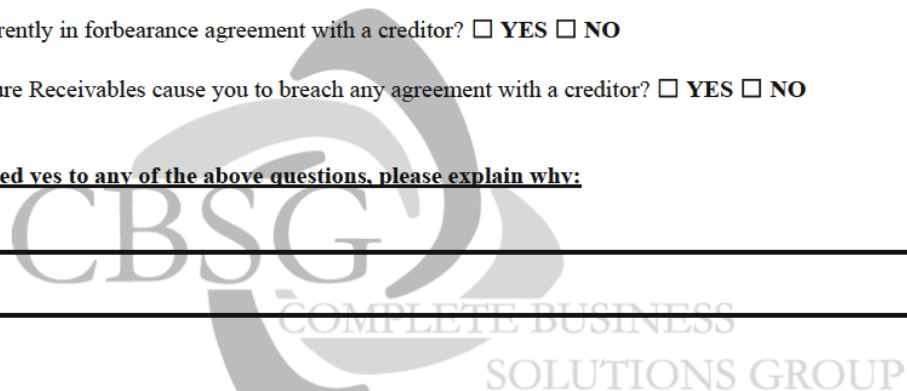 rently in forbearance agreement with a creditor? ☐ YES ☐ NO
ure Receivables cause you to breach any agreement with a creditor? ☐ YES ☐ NO
ed yes to any of the above questions, please explain why:
CBSG
COMPLETE BUSINESS
SOLUTIONS GROUP